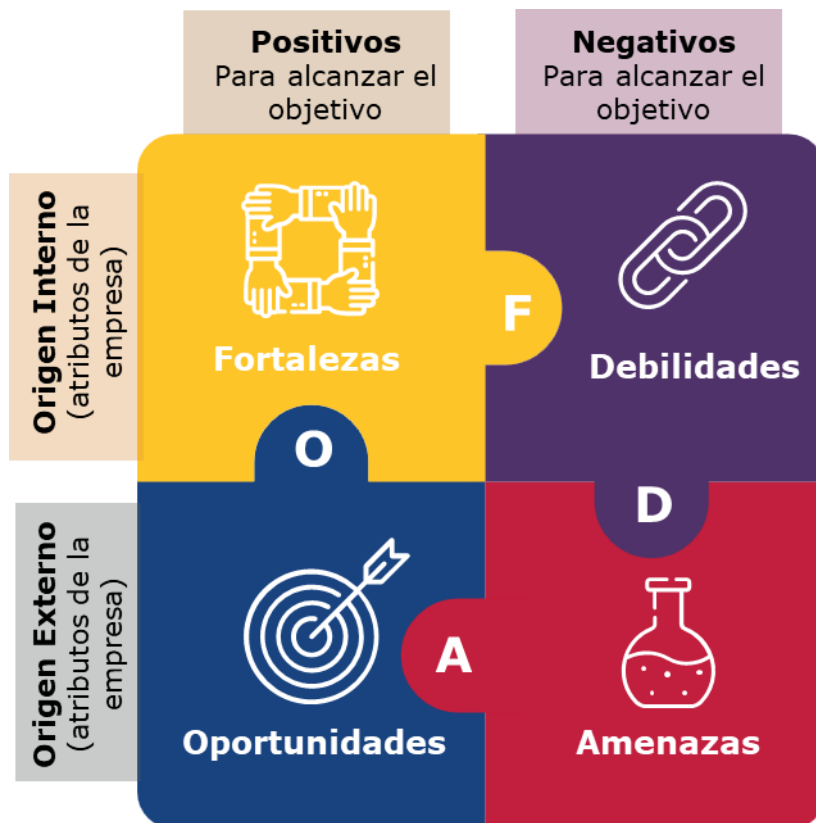 Positivos
Para alcanzar el
objetivo
Negativos
Para alcanzar el
objetivo
Origen Interno
(atributos de la
empresa)
Fortalezas
F
Debilidades
O
D
Origen Externo
(atributos de la
empresa)
Oportunidades
A
Amenazas